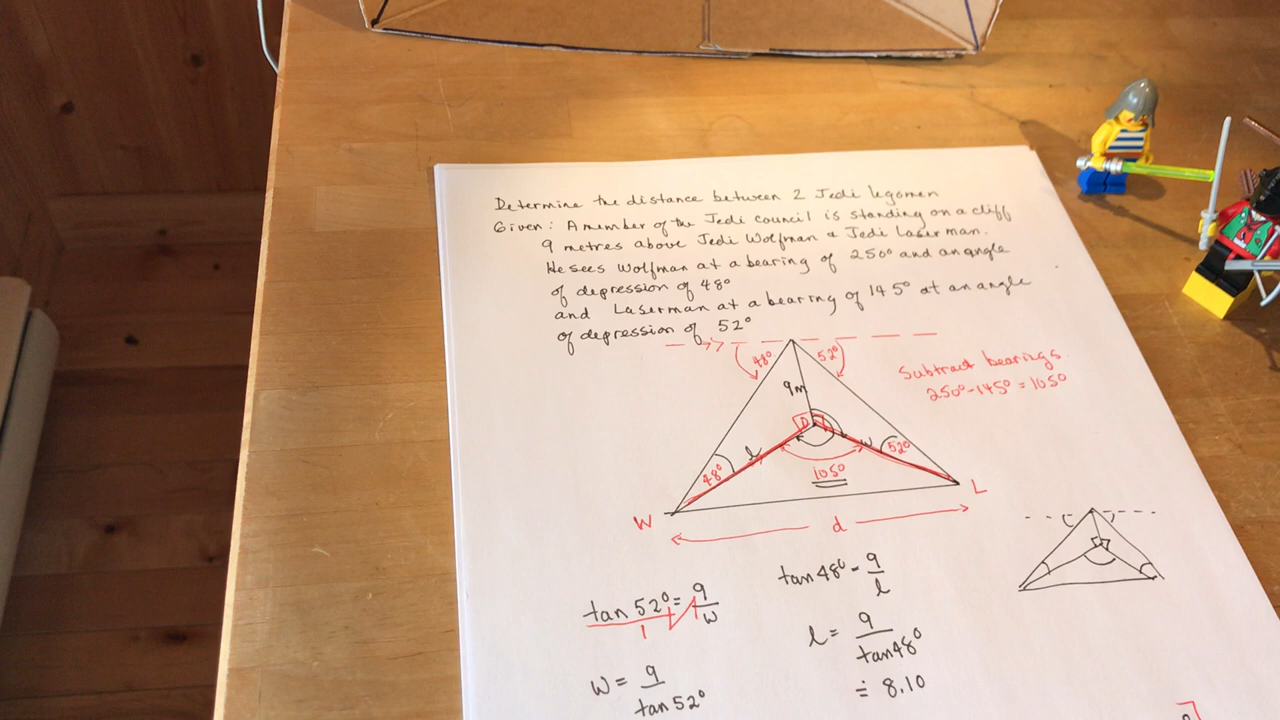 Determine the distance between 2 Jedi legomen
Given: A member of the Jedi council is standing on a cliff
9 metres above Jedi Wolfman & Jedi Laserman.
He sees Wolfman at a bearing of 250° and an angle
of depression of 48°
and Laserman at a bearing of 145° at an angle
of depression of 52°
48° 52°
Subtract bearings
250°-145° = 105°
9m
D
l w
48° 52°
105°
W L
d
tan 52° = 9/w
1
tan 48° = 9/l
w = 9/tan 52°
l = 9/tan 48°
≐ 8.10